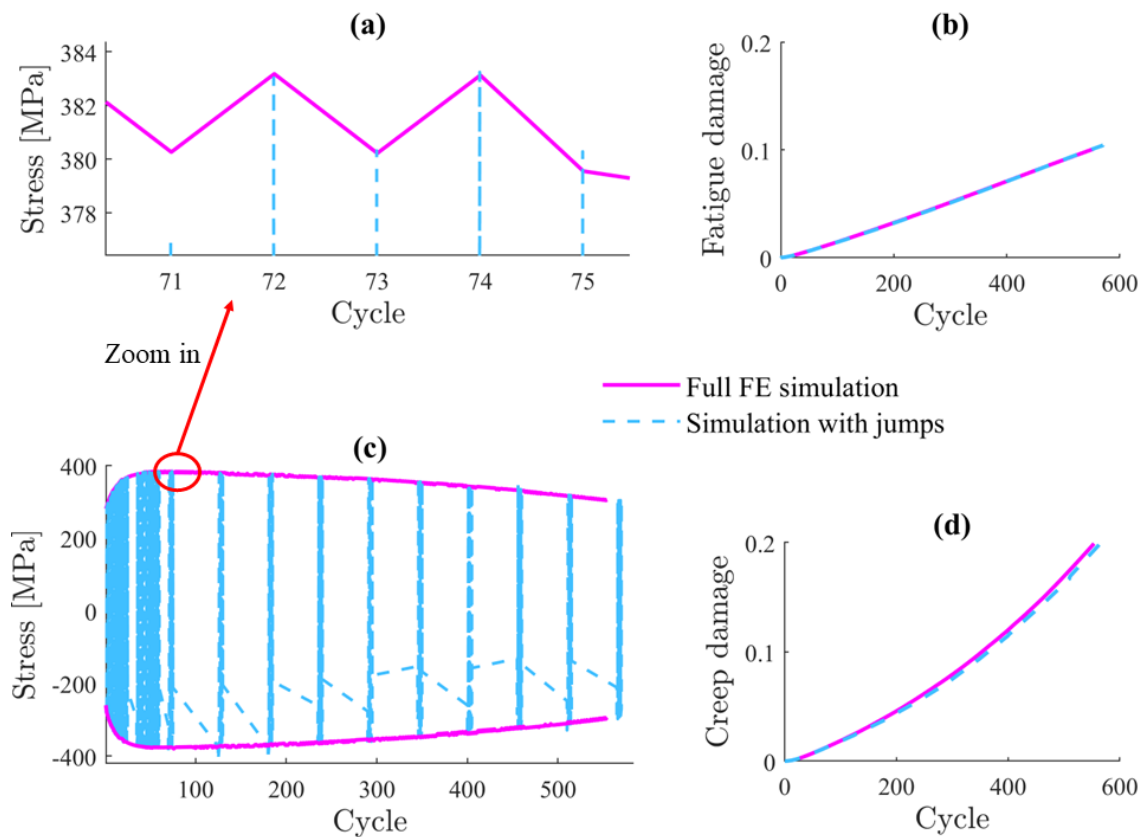 (a)
Stress [MPa]
384
382
380
378
71 72 73 74 75
Cycle
(b)
Fatigue damage
0.2
0.1
0
0 200 400 600
Cycle
Zoom in
Full FE simulation
Simulation with jumps
(c)
Stress [MPa]
400
200
0
-200
-400
100 200 300 400 500
Cycle
(d)
Creep damage
0.2
0.1
0
0 200 400 600
Cycle